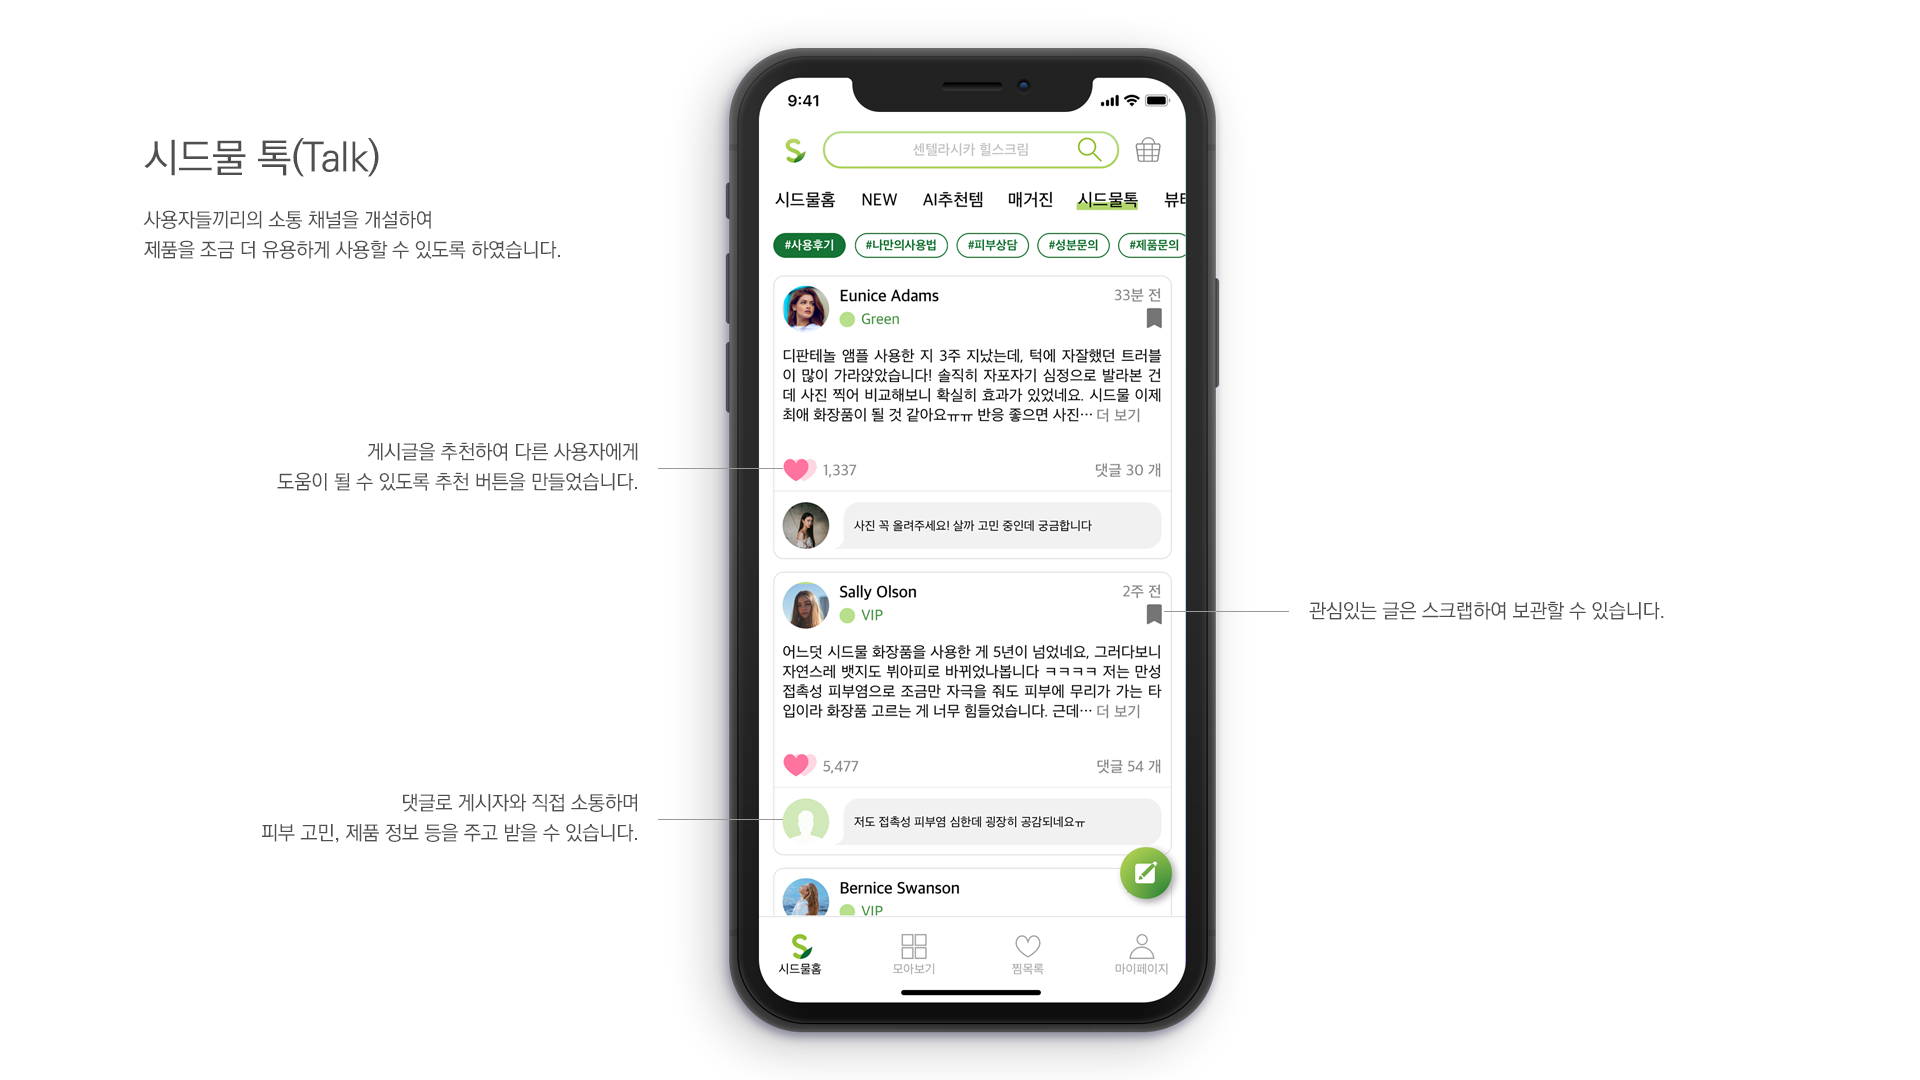 시드물 톡(Talk)
사용자들끼리의 소통 채널을 개설하여
제품을 조금 더 유용하게 사용할 수 있도록 하였습니다.
게시글을 추천하여 다른 사용자에게
도움이 될 수 있도록 추천 버튼을 만들었습니다.
댓글로 게시자와 직접 소통하며
피부 고민, 제품 정보 등을 주고 받을 수 있습니다.
9:41
센텔라시카 힐스크림
시드물홈 NEW AI추천템 매거진 시드물톡 뷰티
#사용후기 #나만의사용법 #피부상담 #성분문의 #제품문의
Eunice Adams 33분 전
Green
디판테놀 앰플 사용한 지 3주 지났는데, 턱에 자잘했던 트러블
이 많이 가라앉았습니다! 솔직히 자포자기 심정으로 발라본 건
데 사진 찍어 비교해보니 확실히 효과가 있었네요. 시드물 이제
최애 화장품이 될 것 같아요ㅠㅠ 반응 좋으면 사진… 더 보기
1,337 댓글 30 개
사진 꼭 올려주세요! 살까 고민 중인데 궁금합니다
Sally Olson 2주 전
VIP
어느덧 시드물 화장품을 사용한 게 5년이 넘었네요, 그러다보니
자연스레 뱃지도 뷔아피로 바뀌었나봅니다 ㅋㅋㅋㅋ 저는 만성
접촉성 피부염으로 조금만 자극을 줘도 피부에 무리가 가는 타
입이라 화장품 고르는 게 너무 힘들었습니다. 근데… 더 보기
5,477 댓글 54 개
저도 접촉성 피부염 심한데 굉장히 공감되네요ㅠ
Bernice Swanson
VIP
시드물홈 모아보기 찜목록 마이페이지
관심있는 글은 스크랩하여 보관할 수 있습니다.